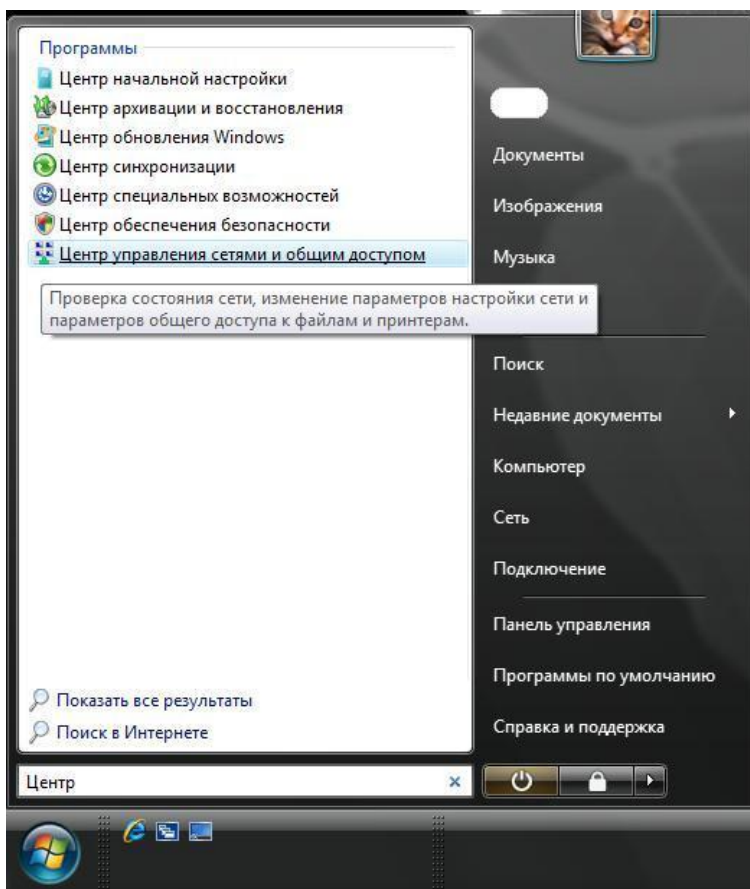 Программы
Центр начальной настройки
Центр архивации и восстановления
Центр обновления Windows
Центр синхронизации
Центр специальных возможностей
Центр обеспечения безопасности
Центр управления сетями и общим доступом
Проверка состояния сети, изменение параметров настройки сети и
параметров общего доступа к файлам и принтерам.
Показать все результаты
Поиск в Интернете
Центр
Документы
Изображения
Музыка
Поиск
Недавние документы
Компьютер
Сеть
Подключение
Панель управления
Программы по умолчанию
Справка и поддержка